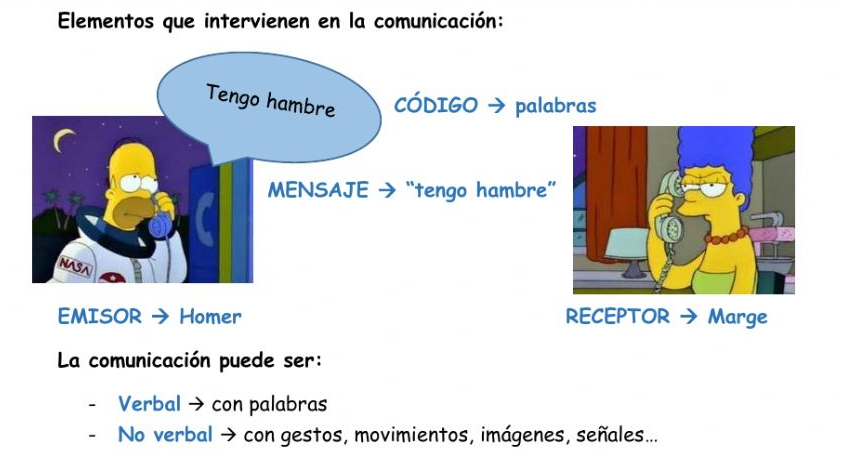 Elementos que intervienen en la comunicación:
Tengo hambre
CÓDIGO → palabras
MENSAJE → “tengo hambre”
NASA
EMISOR → Homer
RECEPTOR → Marge
La comunicación puede ser:
- Verbal → con palabras
- No verbal → con gestos, movimientos, imágenes, señales...